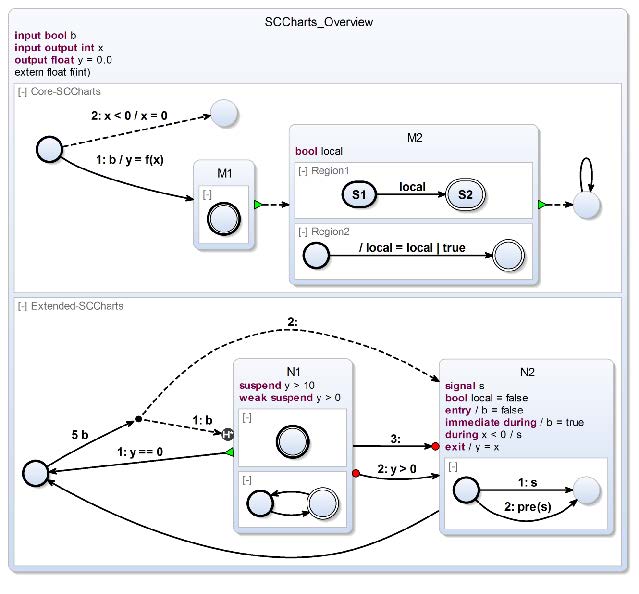 SCCharts_Overview
input bool b
input output int x
output float y = 0.0
extern float f(int)
[-] Core-SCCharts
2: x < 0 / x = 0
1: b / y = f(x)
M1
[-]
M2
bool local
[-] Region1
S1
local
S2
[-] Region2
/ local = local | true
[-] Extended-SCCharts
2:
5 b
1: b
H
1: y == 0
N1
suspend y > 10
weak suspend y > 0
[-]
[-]
3:
2: y > 0
N2
signal s
bool local = false
entry / b = false
immediate during / b = true
during x < 0 / s
exit / y = x
[-]
1: s
2: pre(s)